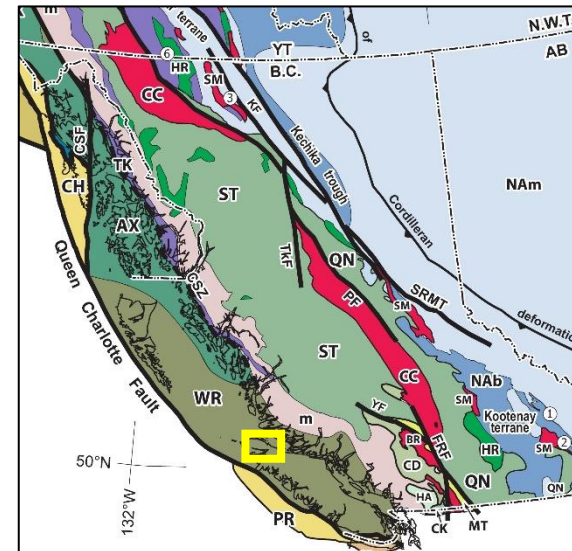 m
terrane
N.W.T.
YT
AB
B.C.
6
HR
SM
3
KF
CC
Kechika trough
CSF
TK
CH
ST
NAm
AX
Cordilleran
QN
TkF
CSZ
PF
SRMT
SM
deformation
Queen Charlotte Fault
ST
NAb
CC
WR
SM
Kootenay
terrane
1
m
YF
SM
2
BR
FRF
HR
CD
50°N
QN
QN
HA
132°W
PR
CK
MT